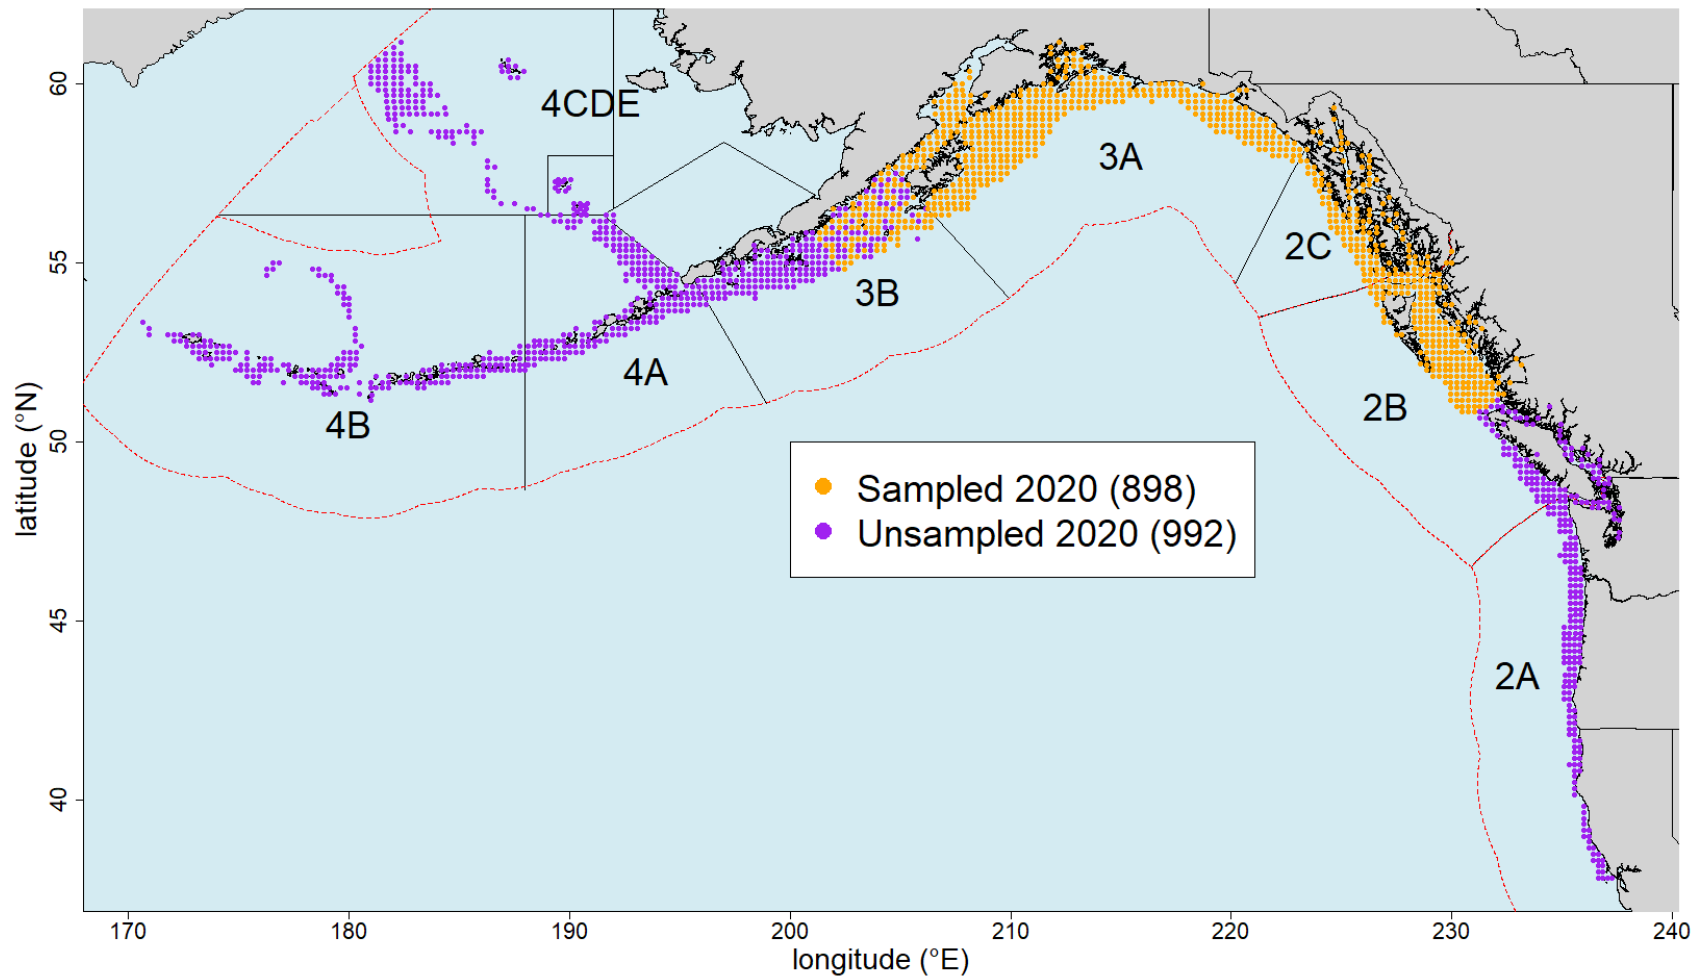 60
55
50
45
40
latitude (°N)
4CDE
3A
2C
3B
4A
2B
4B
2A
Sampled 2020 (898)
Unsampled 2020 (992)
170
180
190
200
210
220
230
240
longitude (°E)